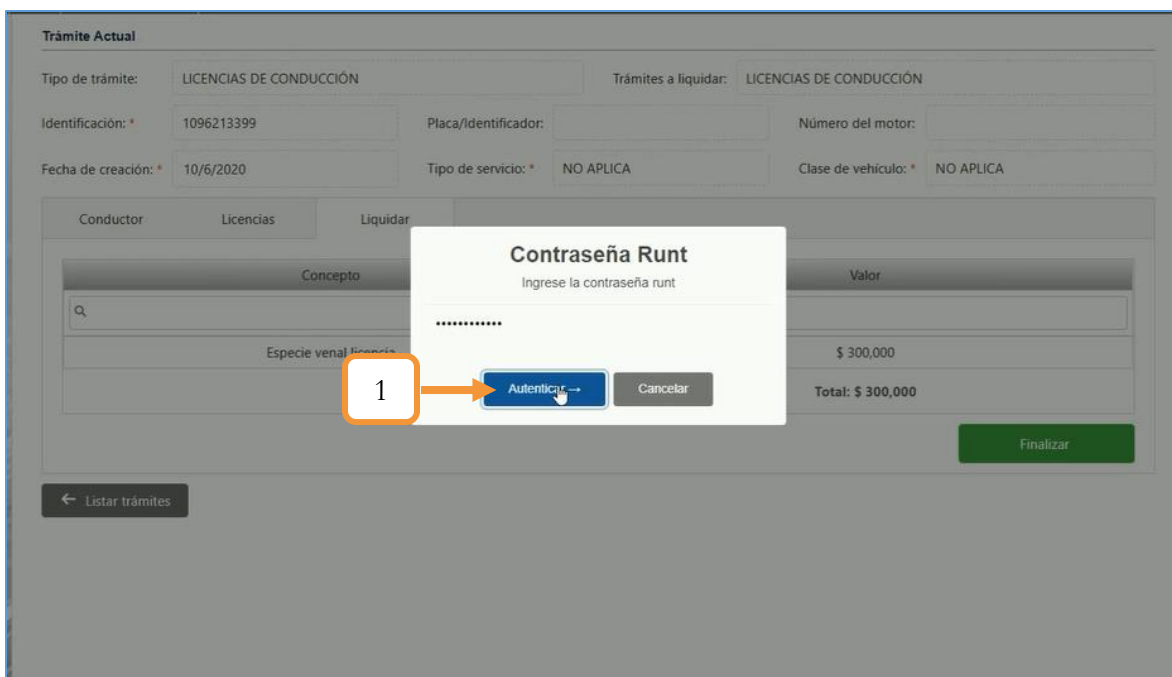 Trámite Actual
Tipo de trámite: LICENCIAS DE CONDUCCIÓN Trámites a liquidar: LICENCIAS DE CONDUCCIÓN
Identificación: * 1096213399 Placa/Identificador: Número del motor:
Fecha de creación: * 10/6/2020 Tipo de servicio: * NO APLICA Clase de vehículo: * NO APLICA
Conductor Licencias Liquidar
Contraseña Runt
Ingrese la contraseña runt
••••••••••••
Autenticar → Cancelar
Concepto Valor
Especie venal licencia $ 300,000
1
Total: $ 300,000
Finalizar
← Listar trámites